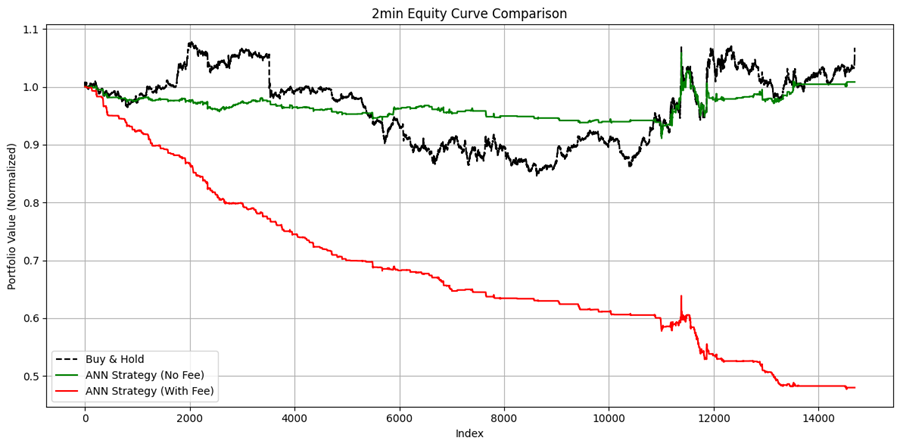 2min Equity Curve Comparison
Portfolio Value (Normalized)
1.1
1.0
0.9
0.8
0.7
0.6
0.5
Buy & Hold
ANN Strategy (No Fee)
ANN Strategy (With Fee)
0
2000
4000
6000
8000
10000
12000
14000
Index